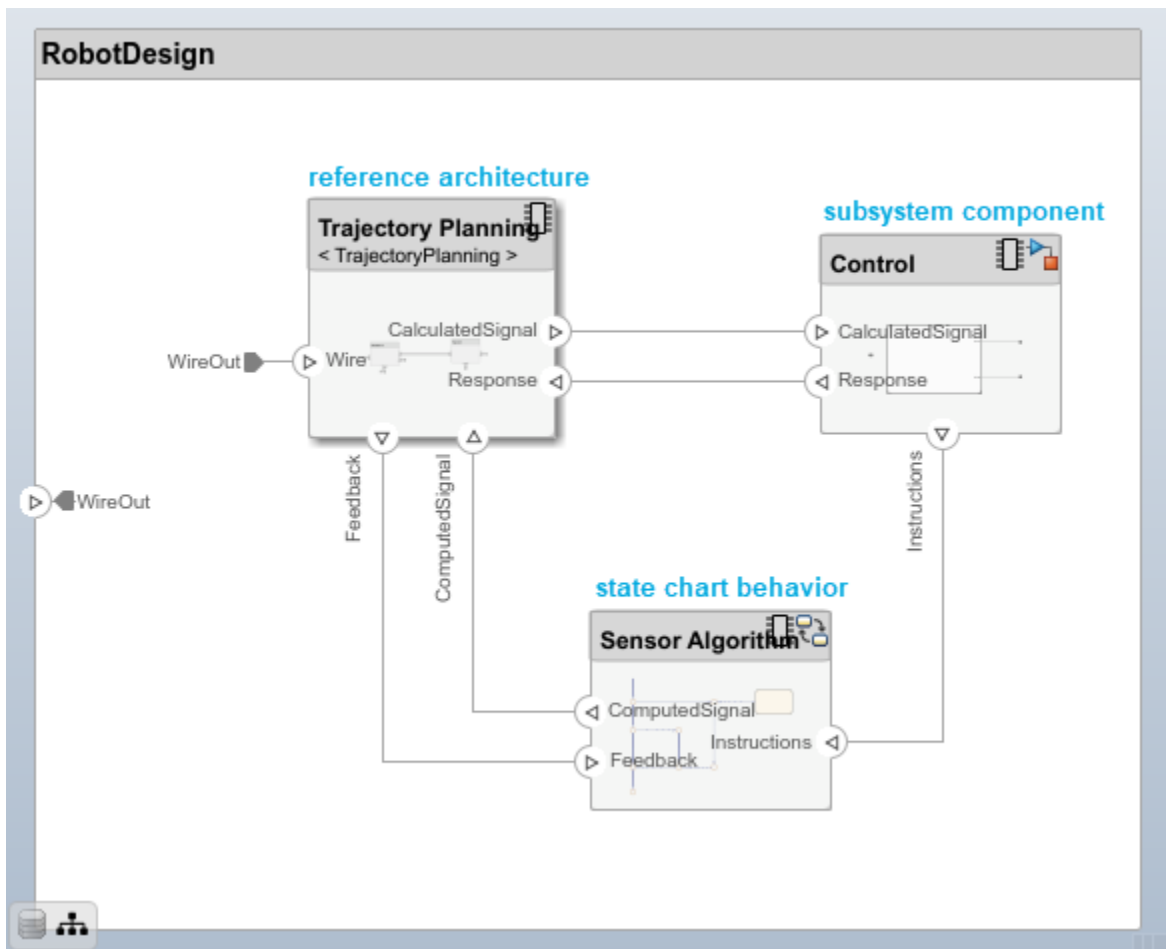 RobotDesign
reference architecture
Trajectory Planning
< TrajectoryPlanning >
subsystem component
Control
CalculatedSignal
CalculatedSignal
WireOut
Wire
Response
Response
Feedback
ComputedSignal
Instructions
WireOut
state chart behavior
Sensor Algorithm
ComputedSignal
Instructions
Feedback